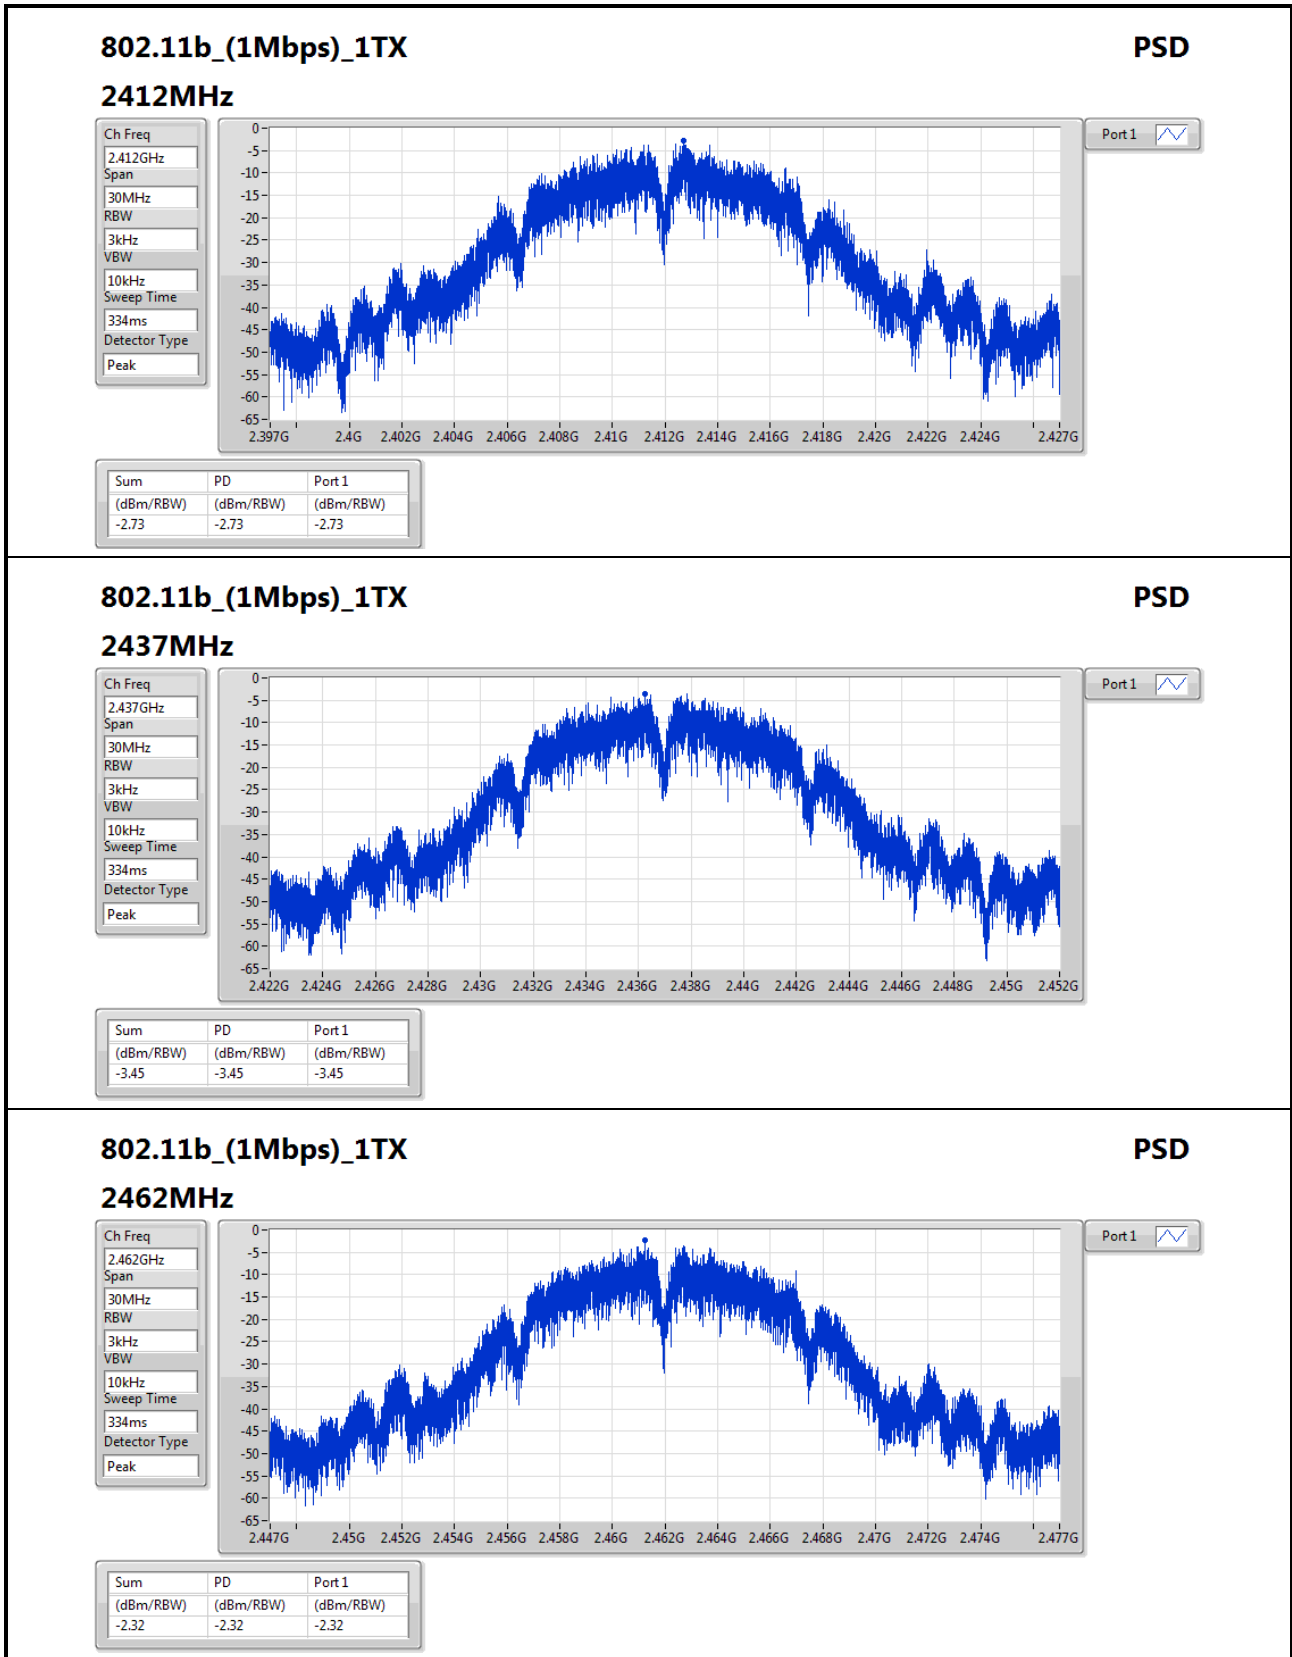 802.11b_(1Mbps)_1TX PSD
2412MHz
Ch Freq
2.412GHz
Span
30MHz
RBW
3kHz
VBW
10kHz
Sweep Time
334ms
Detector Type
Peak
0
-5
-10
-15
-20
-25
-30
-35
-40
-45
-50
-55
-60
-65
2.397G 2.4G 2.402G 2.404G 2.406G 2.408G 2.41G 2.412G 2.414G 2.416G 2.418G 2.42G 2.422G 2.424G 2.427G
Port 1
Sum PD Port 1
(dBm/RBW) (dBm/RBW) (dBm/RBW)
-2.73 -2.73 -2.73
802.11b_(1Mbps)_1TX PSD
2437MHz
Ch Freq
2.437GHz
Span
30MHz
RBW
3kHz
VBW
10kHz
Sweep Time
334ms
Detector Type
Peak
0
-5
-10
-15
-20
-25
-30
-35
-40
-45
-50
-55
-60
-65
2.422G 2.424G 2.426G 2.428G 2.43G 2.432G 2.434G 2.436G 2.438G 2.44G 2.442G 2.444G 2.446G 2.448G 2.45G 2.452G
Port 1
Sum PD Port 1
(dBm/RBW) (dBm/RBW) (dBm/RBW)
-3.45 -3.45 -3.45
802.11b_(1Mbps)_1TX PSD
2462MHz
Ch Freq
2.462GHz
Span
30MHz
RBW
3kHz
VBW
10kHz
Sweep Time
334ms
Detector Type
Peak
0
-5
-10
-15
-20
-25
-30
-35
-40
-45
-50
-55
-60
-65
2.447G 2.45G 2.452G 2.454G 2.456G 2.458G 2.46G 2.462G 2.464G 2.466G 2.468G 2.47G 2.472G 2.474G 2.477G
Port 1
Sum PD Port 1
(dBm/RBW) (dBm/RBW) (dBm/RBW)
-2.32 -2.32 -2.32